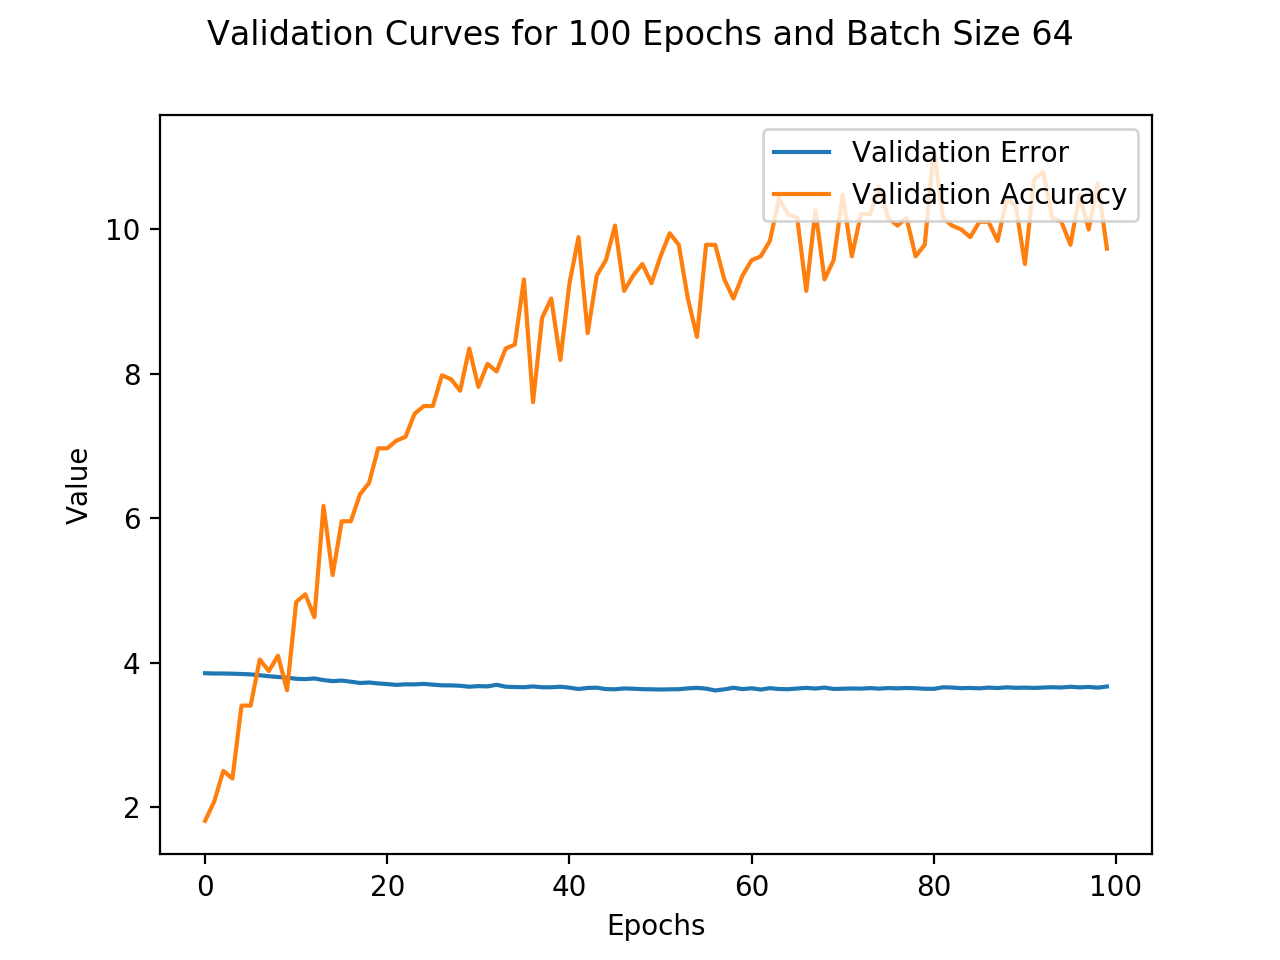 Validation Curves for 100 Epochs and Batch Size 64
Validation Error
Validation Accuracy
10
8
6
4
2
Value
0 20 40 60 80 100
Epochs